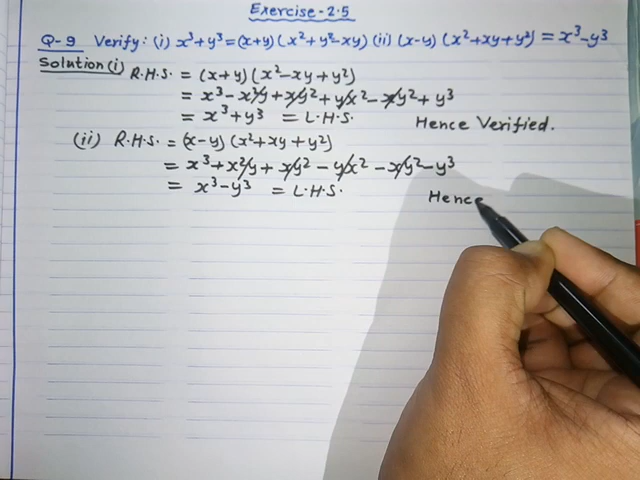 Exercise-2.5
Q-9 Verify: (i) x³+y³=(x+y)(x²+y²-xy) (ii) (x-y)(x²+xy+y²) = x³-y³
Solution(i) R.H.S. = (x+y)(x²-xy+y²)
= x³-x²y+xy²+yx²-xy²+y³
= x³+y³ = L.H.S. Hence Verified.
(ii) R.H.S. = (x-y)(x²+xy+y²)
= x³+x²y+xy²-yx²-xy²-y³
= x³-y³ = L.H.S. Hence